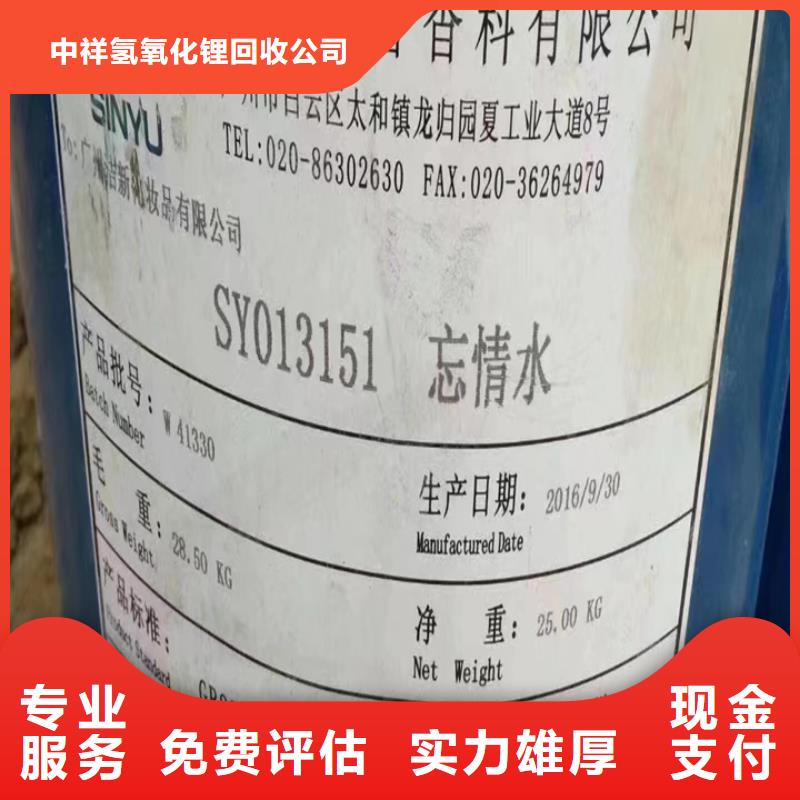 中祥氢氧化锂回收公司
香料有限公司
SINYU
广州市白云区太和镇龙归园夏工业大道8号
TEL:020-86302630 FAX:020-36264979
To:广州洁新化妆品有限公司
SY013151 忘情水
产品批号: W 41330
Batch Number
生产日期: 2016/9/30
Manufactured Date
毛 重: 28.50 KG
Gross Weight
净 重: 25.00 KG
Net Weight
产品标准:
Product Standard
专业服务
免费评估
实力雄厚
现金支付